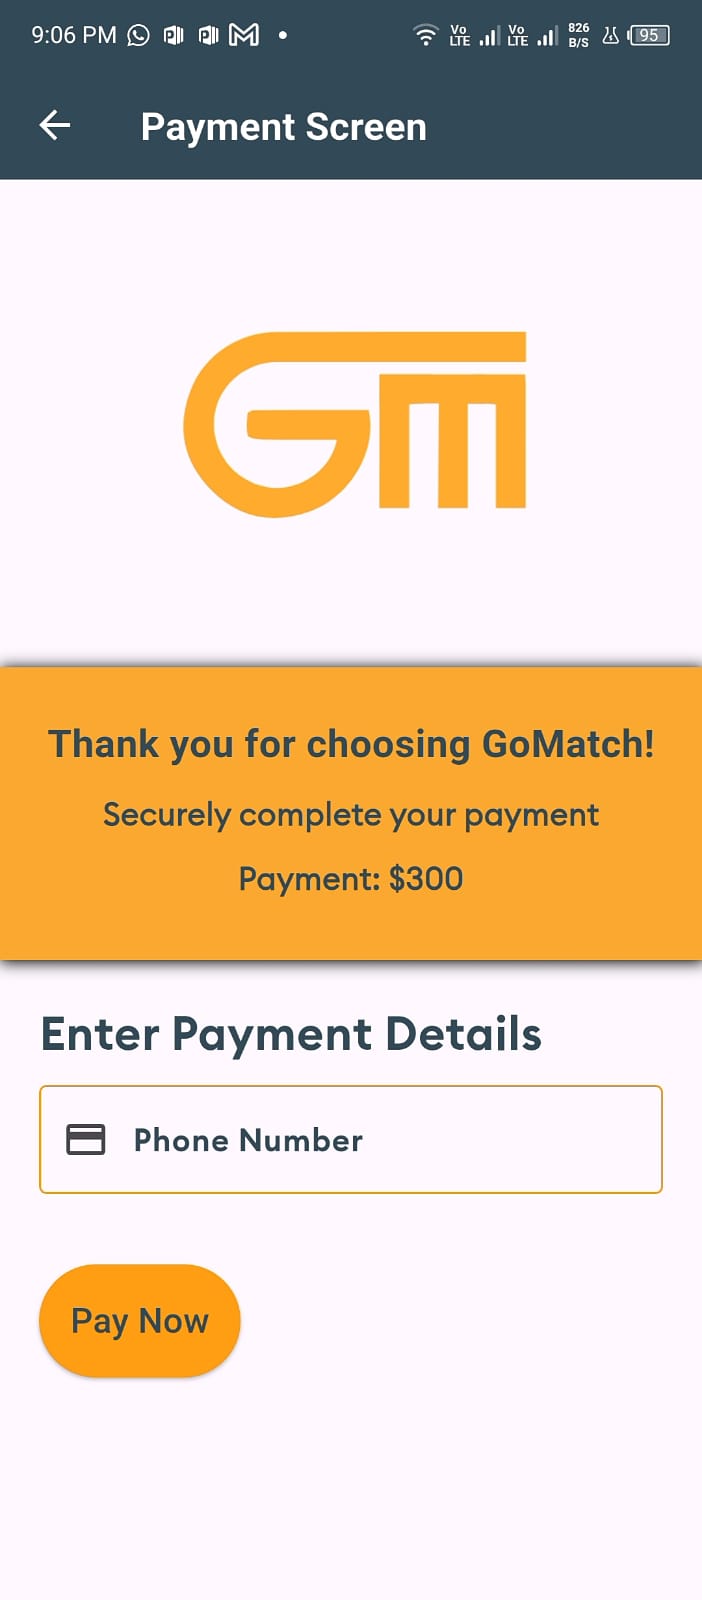 9:06 PM
Vo LTE Vo LTE 826 B/S 95
Payment Screen
GM
Thank you for choosing GoMatch!
Securely complete your payment
Payment: $300
Enter Payment Details
Phone Number
Pay Now